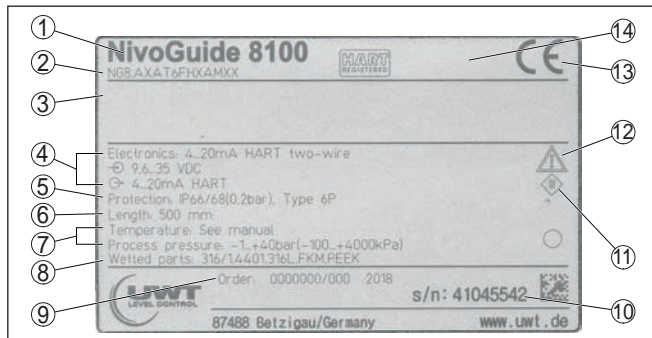 1
NivoGuide 8100
HART
REGISTERED
14
CE
13
2
NG8.AXAT6FHXAMXX
3
12
4
Electronics: 4...20mA HART two-wire
9,6...35 VDC
4...20mA HART
5
Protection: IP66/68(0,2bar), Type 6P
6
Length: 500 mm
11
7
Temperature: See manual
Process pressure: -1...+40bar(-100...+4000kPa)
8
Wetted parts: 316/1.4401,316L,FKM,PEEK
9
Order: 0000000/000 2018
UWT
LEVEL CONTROL
s/n: 41045542
10
87488 Betzigau/Germany
www.uwt.de